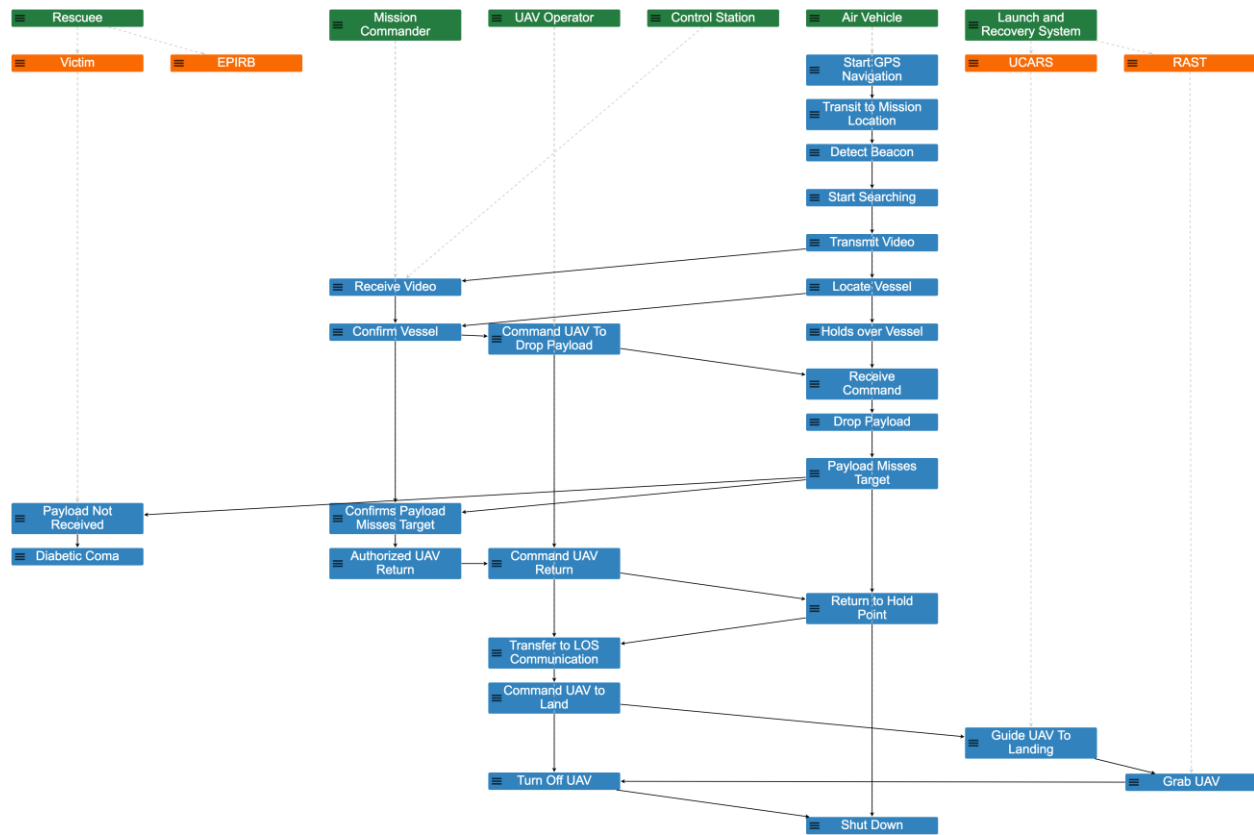 Rescuee
Mission
Commander
UAV Operator
Control Station
Air Vehicle
Launch and
Recovery System
Victim
EPIRB
Start GPS
Navigation
UCARS
RAST
Transit to Mission
Location
Detect Beacon
Start Searching
Transmit Video
Receive Video
Locate Vessel
Confirm Vessel
Command UAV To
Drop Payload
Holds over Vessel
Receive
Command
Drop Payload
Payload Misses
Target
Payload Not
Received
Confirms Payload
Misses Target
Diabetic Coma
Authorized UAV
Return
Command UAV
Return
Return to Hold
Point
Transfer to LOS
Communication
Command UAV to
Land
Guide UAV To
Landing
Turn Off UAV
Grab UAV
Shut Down